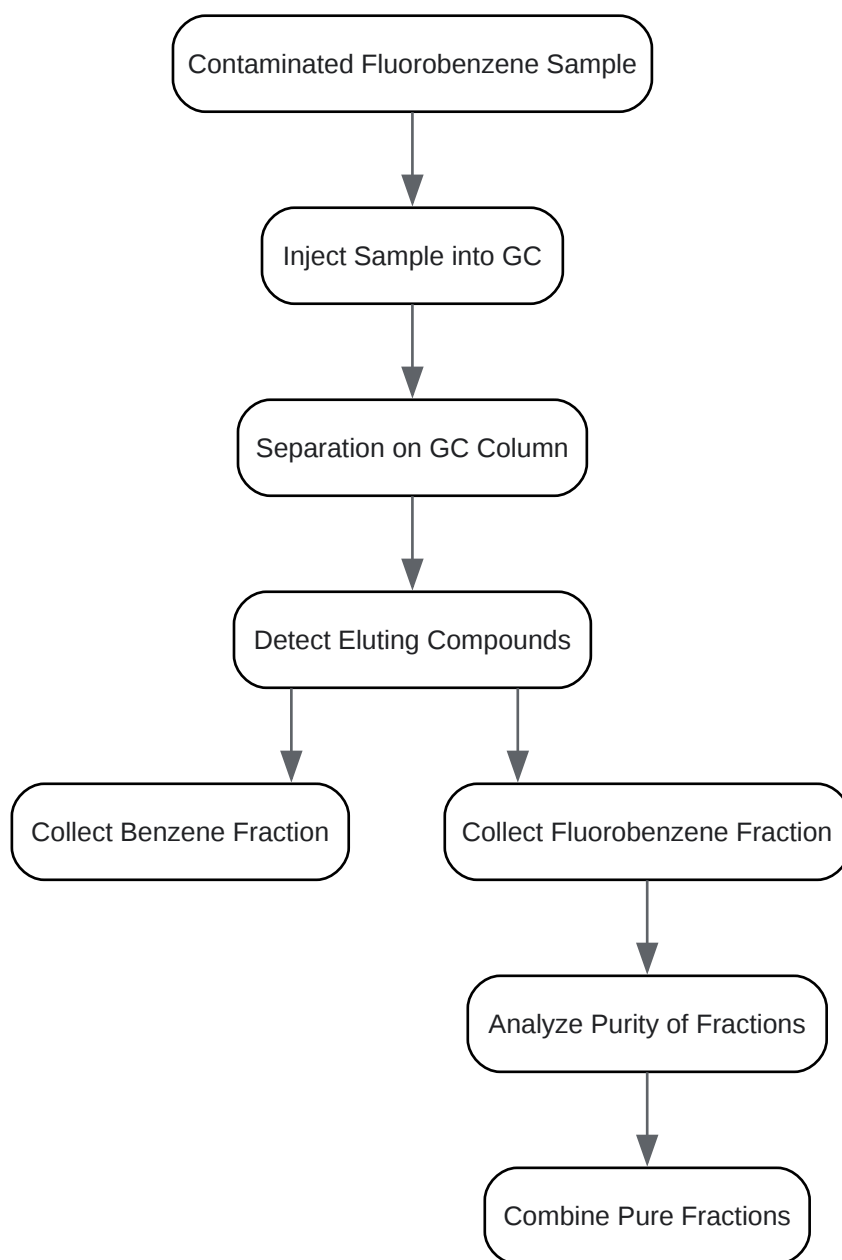 Contaminated Fluorobenzene Sample
Inject Sample into GC
Separation on GC Column
Detect Eluting Compounds
Collect Benzene Fraction
Collect Fluorobenzene Fraction
Analyze Purity of Fractions
Combine Pure Fractions